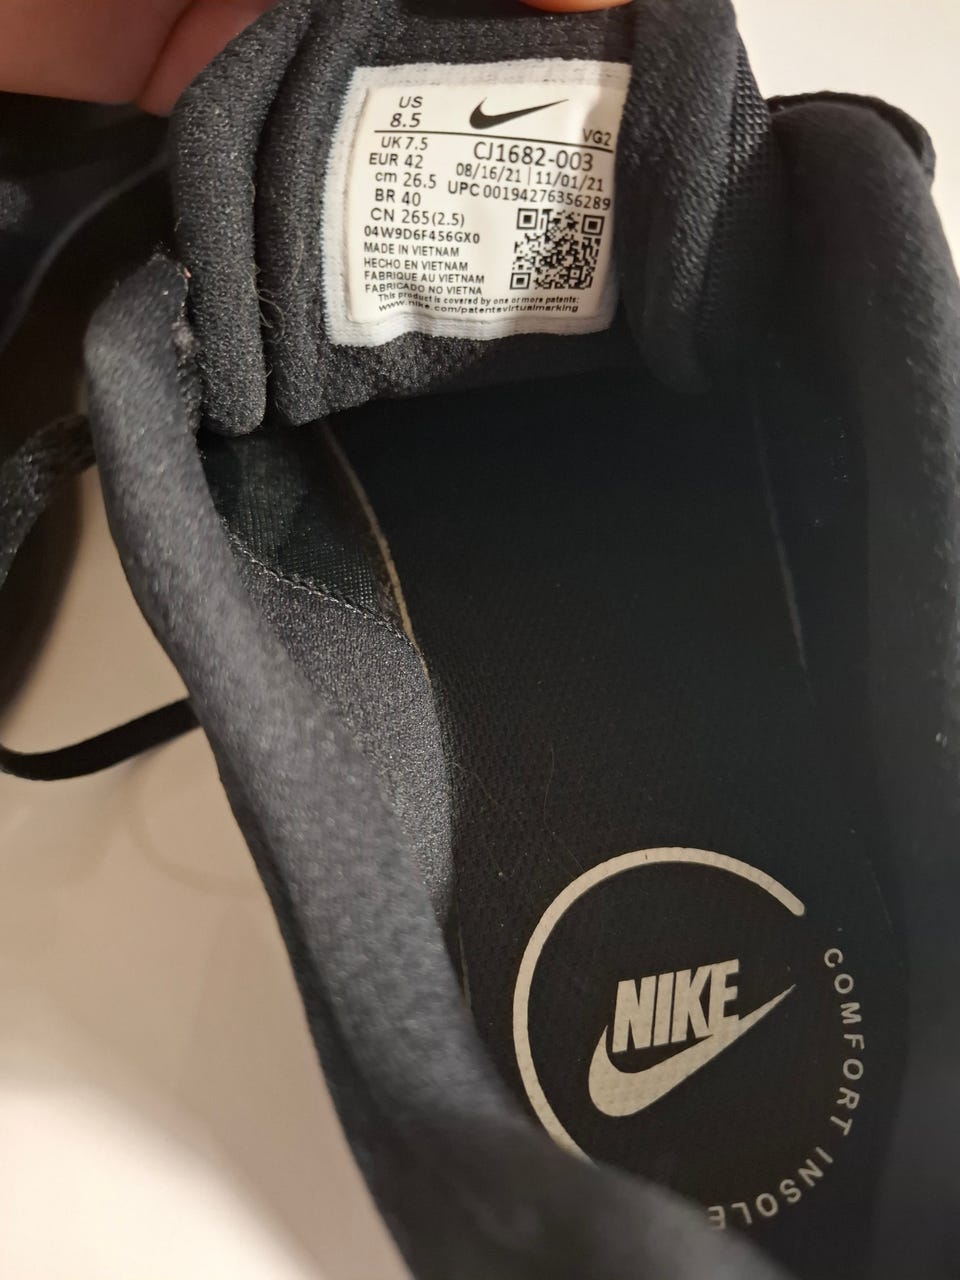 US
8.5
VG2
UK 7.5
CJ1682-003
EUR 42
08/16/21 | 11/01/21
cm 26.5
UPC 00194276356289
BR 40
CN 265(2.5)
04W9D6F456GX0
MADE IN VIETNAM
HECHO EN VIETNAM
FABRIQUE AU VIETNAM
FABRICADO NO VIETNA
This product is covered by one or more patents:
www.nike.com/patentsvirtualmarking
NIKE
COMFORT INSOLE